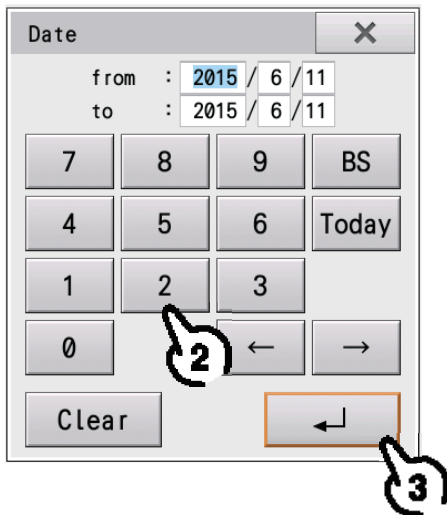 Date ×
from : 2015 / 6 / 11
to : 2015 / 6 / 11
7 8 9 BS
4 5 6 Today
1 2 3
0 2 ← →
Clear ↵
3